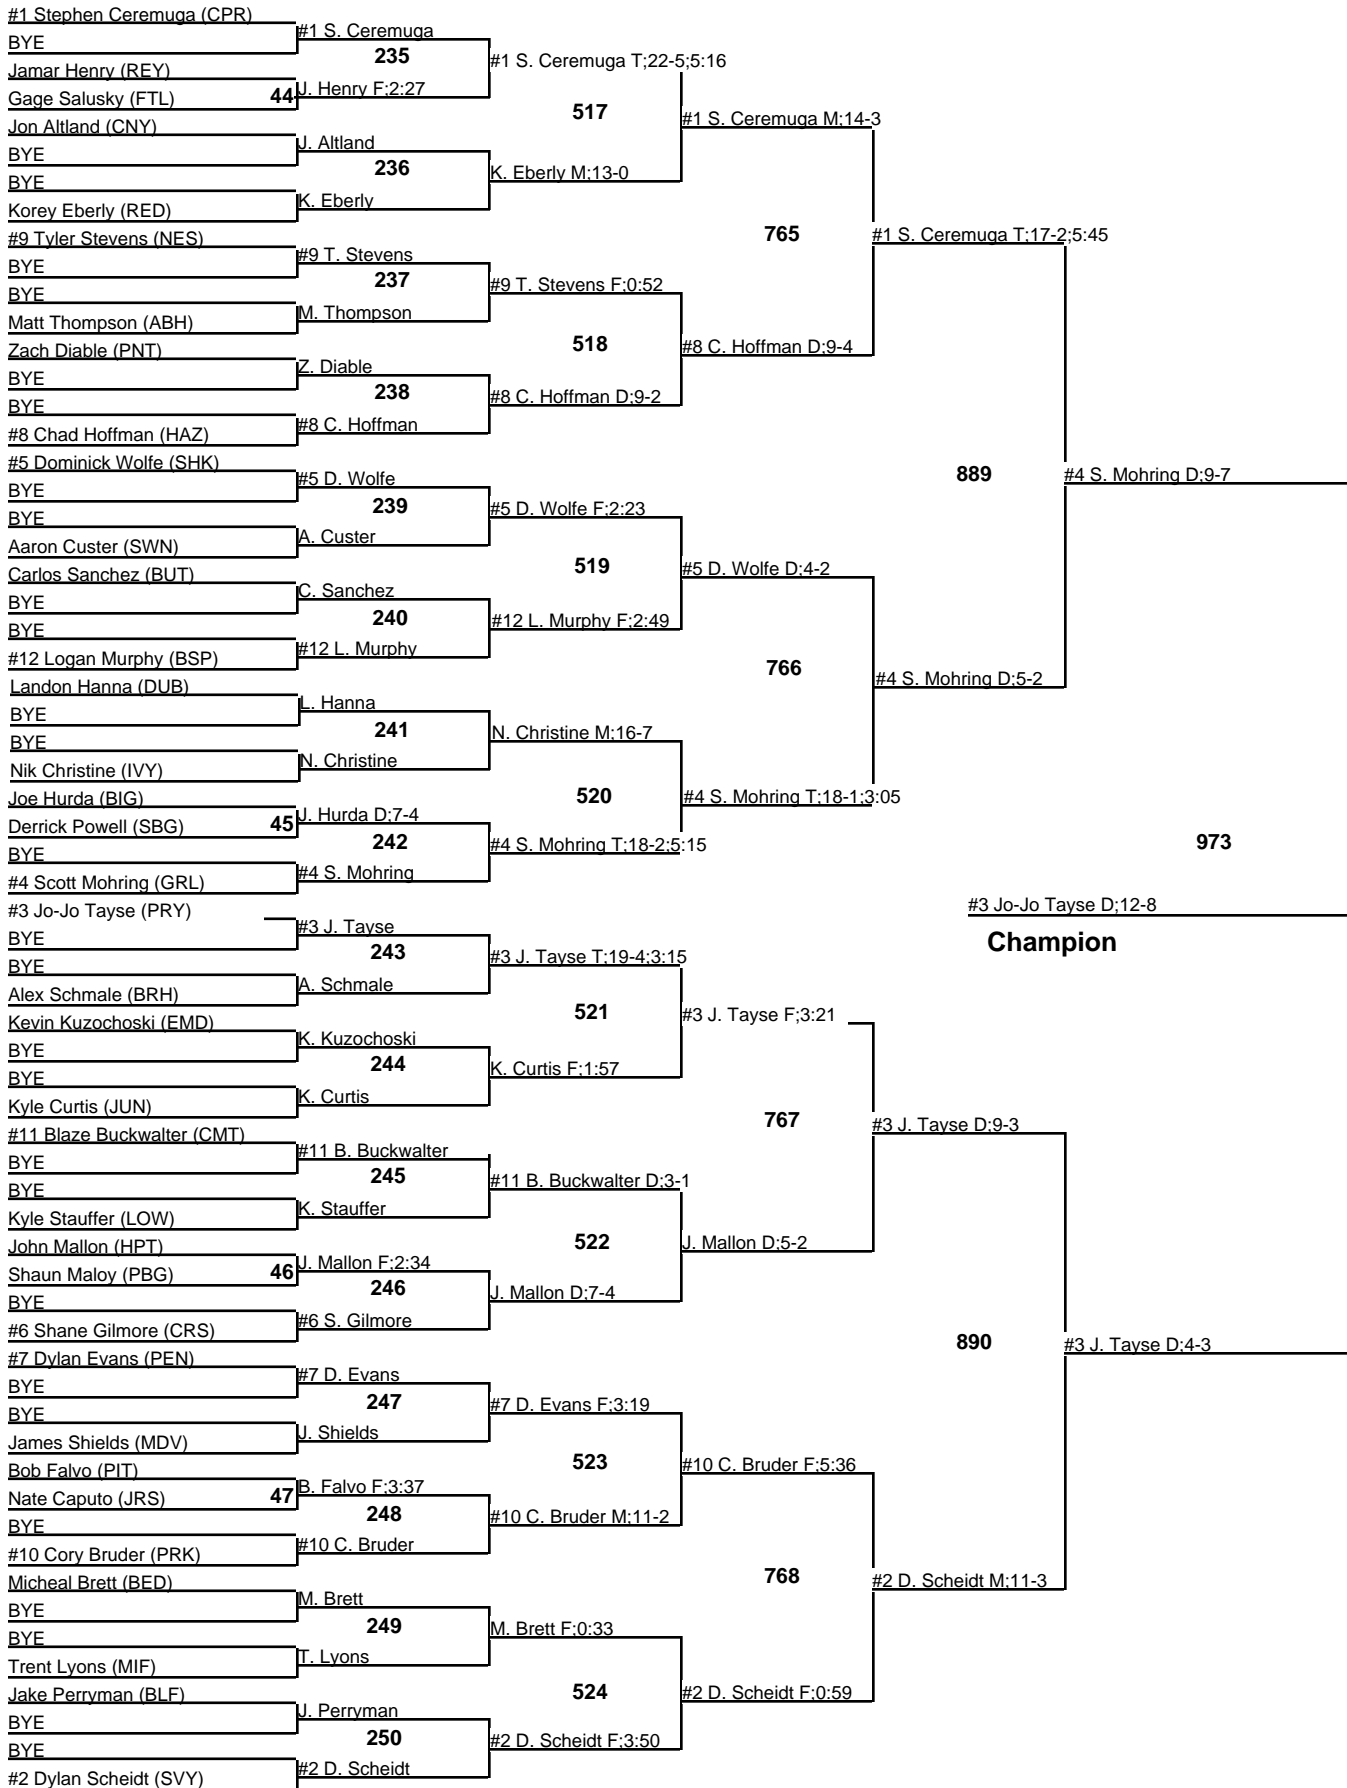 #1 Stephen Ceremuga (CPR)
BYE
Jamar Henry (REY)
Gage Salusky (FTL)
Jon Altland (CNY)
BYE
BYE
Korey Eberly (RED)
#9 Tyler Stevens (NES)
BYE
BYE
Matt Thompson (ABH)
Zach Diable (PNT)
BYE
BYE
#8 Chad Hoffman (HAZ)
#5 Dominick Wolfe (SHK)
BYE
BYE
Aaron Custer (SWN)
Carlos Sanchez (BUT)
BYE
BYE
#12 Logan Murphy (BSP)
Landon Hanna (DUB)
BYE
BYE
Nik Christine (IVY)
Joe Hurda (BIG)
Derrick Powell (SBG)
BYE
#4 Scott Mohring (GRL)
#3 Jo-Jo Tayse (PRY)
BYE
BYE
Alex Schmale (BRH)
Kevin Kuzochoski (EMD)
BYE
BYE
Kyle Curtis (JUN)
#11 Blaze Buckwalter (CMT)
BYE
BYE
Kyle Stauffer (LOW)
John Mallon (HPT)
Shaun Maloy (PBG)
BYE
#6 Shane Gilmore (CRS)
#7 Dylan Evans (PEN)
BYE
BYE
James Shields (MDV)
Bob Falvo (PIT)
Nate Caputo (JRS)
BYE
#10 Cory Bruder (PRK)
Micheal Brett (BED)
BYE
BYE
Trent Lyons (MIF)
Jake Perryman (BLF)
BYE
BYE
#2 Dylan Scheidt (SVY)
44
45
46
47
#1 S. Ceremuga
235
J. Henry F;2:27
J. Altland
236
K. Eberly
#9 T. Stevens
237
M. Thompson
Z. Diable
238
#8 C. Hoffman
#5 D. Wolfe
239
A. Custer
C. Sanchez
240
#12 L. Murphy
L. Hanna
241
N. Christine
J. Hurda D;7-4
242
#4 S. Mohring
#3 J. Tayse
243
A. Schmale
K. Kuzochoski
244
K. Curtis
#11 B. Buckwalter
245
K. Stauffer
J. Mallon F;2:34
246
#6 S. Gilmore
#7 D. Evans
247
J. Shields
B. Falvo F;3:37
248
#10 C. Bruder
M. Brett
249
T. Lyons
J. Perryman
250
#2 D. Scheidt
#1 S. Ceremuga T;22-5;5:16
517
K. Eberly M;13-0
#9 T. Stevens F;0:52
518
#8 C. Hoffman D;9-2
#5 D. Wolfe F;2:23
519
#12 L. Murphy F;2:49
N. Christine M;16-7
520
#4 S. Mohring T;18-2;5:15
#3 J. Tayse T;19-4;3:15
521
K. Curtis F;1:57
#11 B. Buckwalter D;3-1
522
J. Mallon D;7-4
#7 D. Evans F;3:19
523
#10 C. Bruder M;11-2
M. Brett F;0:33
524
#2 D. Scheidt F;3:50
#1 S. Ceremuga M;14-3
765
#8 C. Hoffman D;9-4
#5 D. Wolfe D;4-2
766
#4 S. Mohring T;18-1;3:05
#3 J. Tayse F;3:21
767
J. Mallon D;5-2
#10 C. Bruder F;5:36
768
#2 D. Scheidt F;0:59
#1 S. Ceremuga T;17-2;5:45
889
#4 S. Mohring D;5-2
#3 J. Tayse D;9-3
890
#2 D. Scheidt M;11-3
#4 S. Mohring D;9-7
973
#3 J. Tayse D;4-3
#3 Jo-Jo Tayse D;12-8
Champion